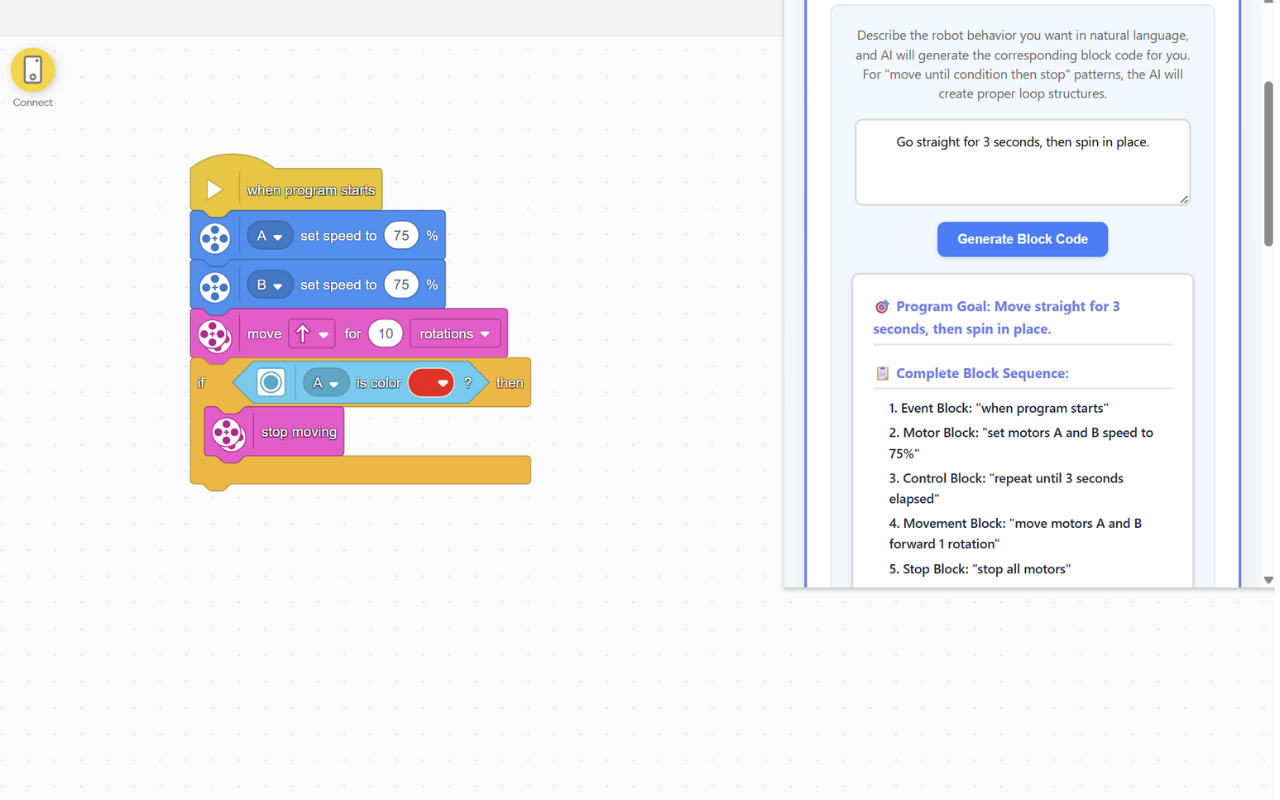 Connect
when program starts
A set speed to 75 %
B set speed to 75 %
move for 10 rotations
if A is color ? then
stop moving
Describe the robot behavior you want in natural language,
and AI will generate the corresponding block code for you.
For "move until condition then stop" patterns, the AI will
create proper loop structures.
Go straight for 3 seconds, then spin in place.
Generate Block Code
🎯 Program Goal: Move straight for 3
seconds, then spin in place.
📋 Complete Block Sequence:
1. Event Block: "when program starts"
2. Motor Block: "set motors A and B speed to
75%"
3. Control Block: "repeat until 3 seconds
elapsed"
4. Movement Block: "move motors A and B
forward 1 rotation"
5. Stop Block: "stop all motors"